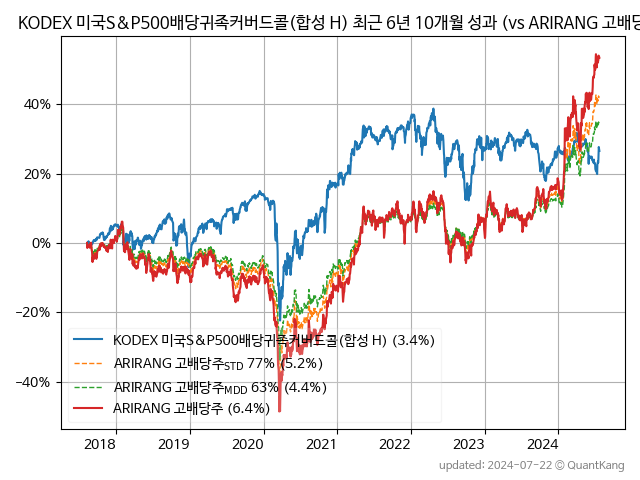 KODEX 미국S&P500배당귀족커버드콜(합성 H) 최근 6년 10개월 성과 (vs ARIRANG 고배당
40%
20%
0%
−20%
−40%
KODEX 미국S&P500배당귀족커버드콜(합성 H) (3.4%)
ARIRANG 고배당주STD 77% (5.2%)
ARIRANG 고배당주MDD 63% (4.4%)
ARIRANG 고배당주 (6.4%)
2018 2019 2020 2021 2022 2023 2024
updated: 2024-07-22 © QuantKang